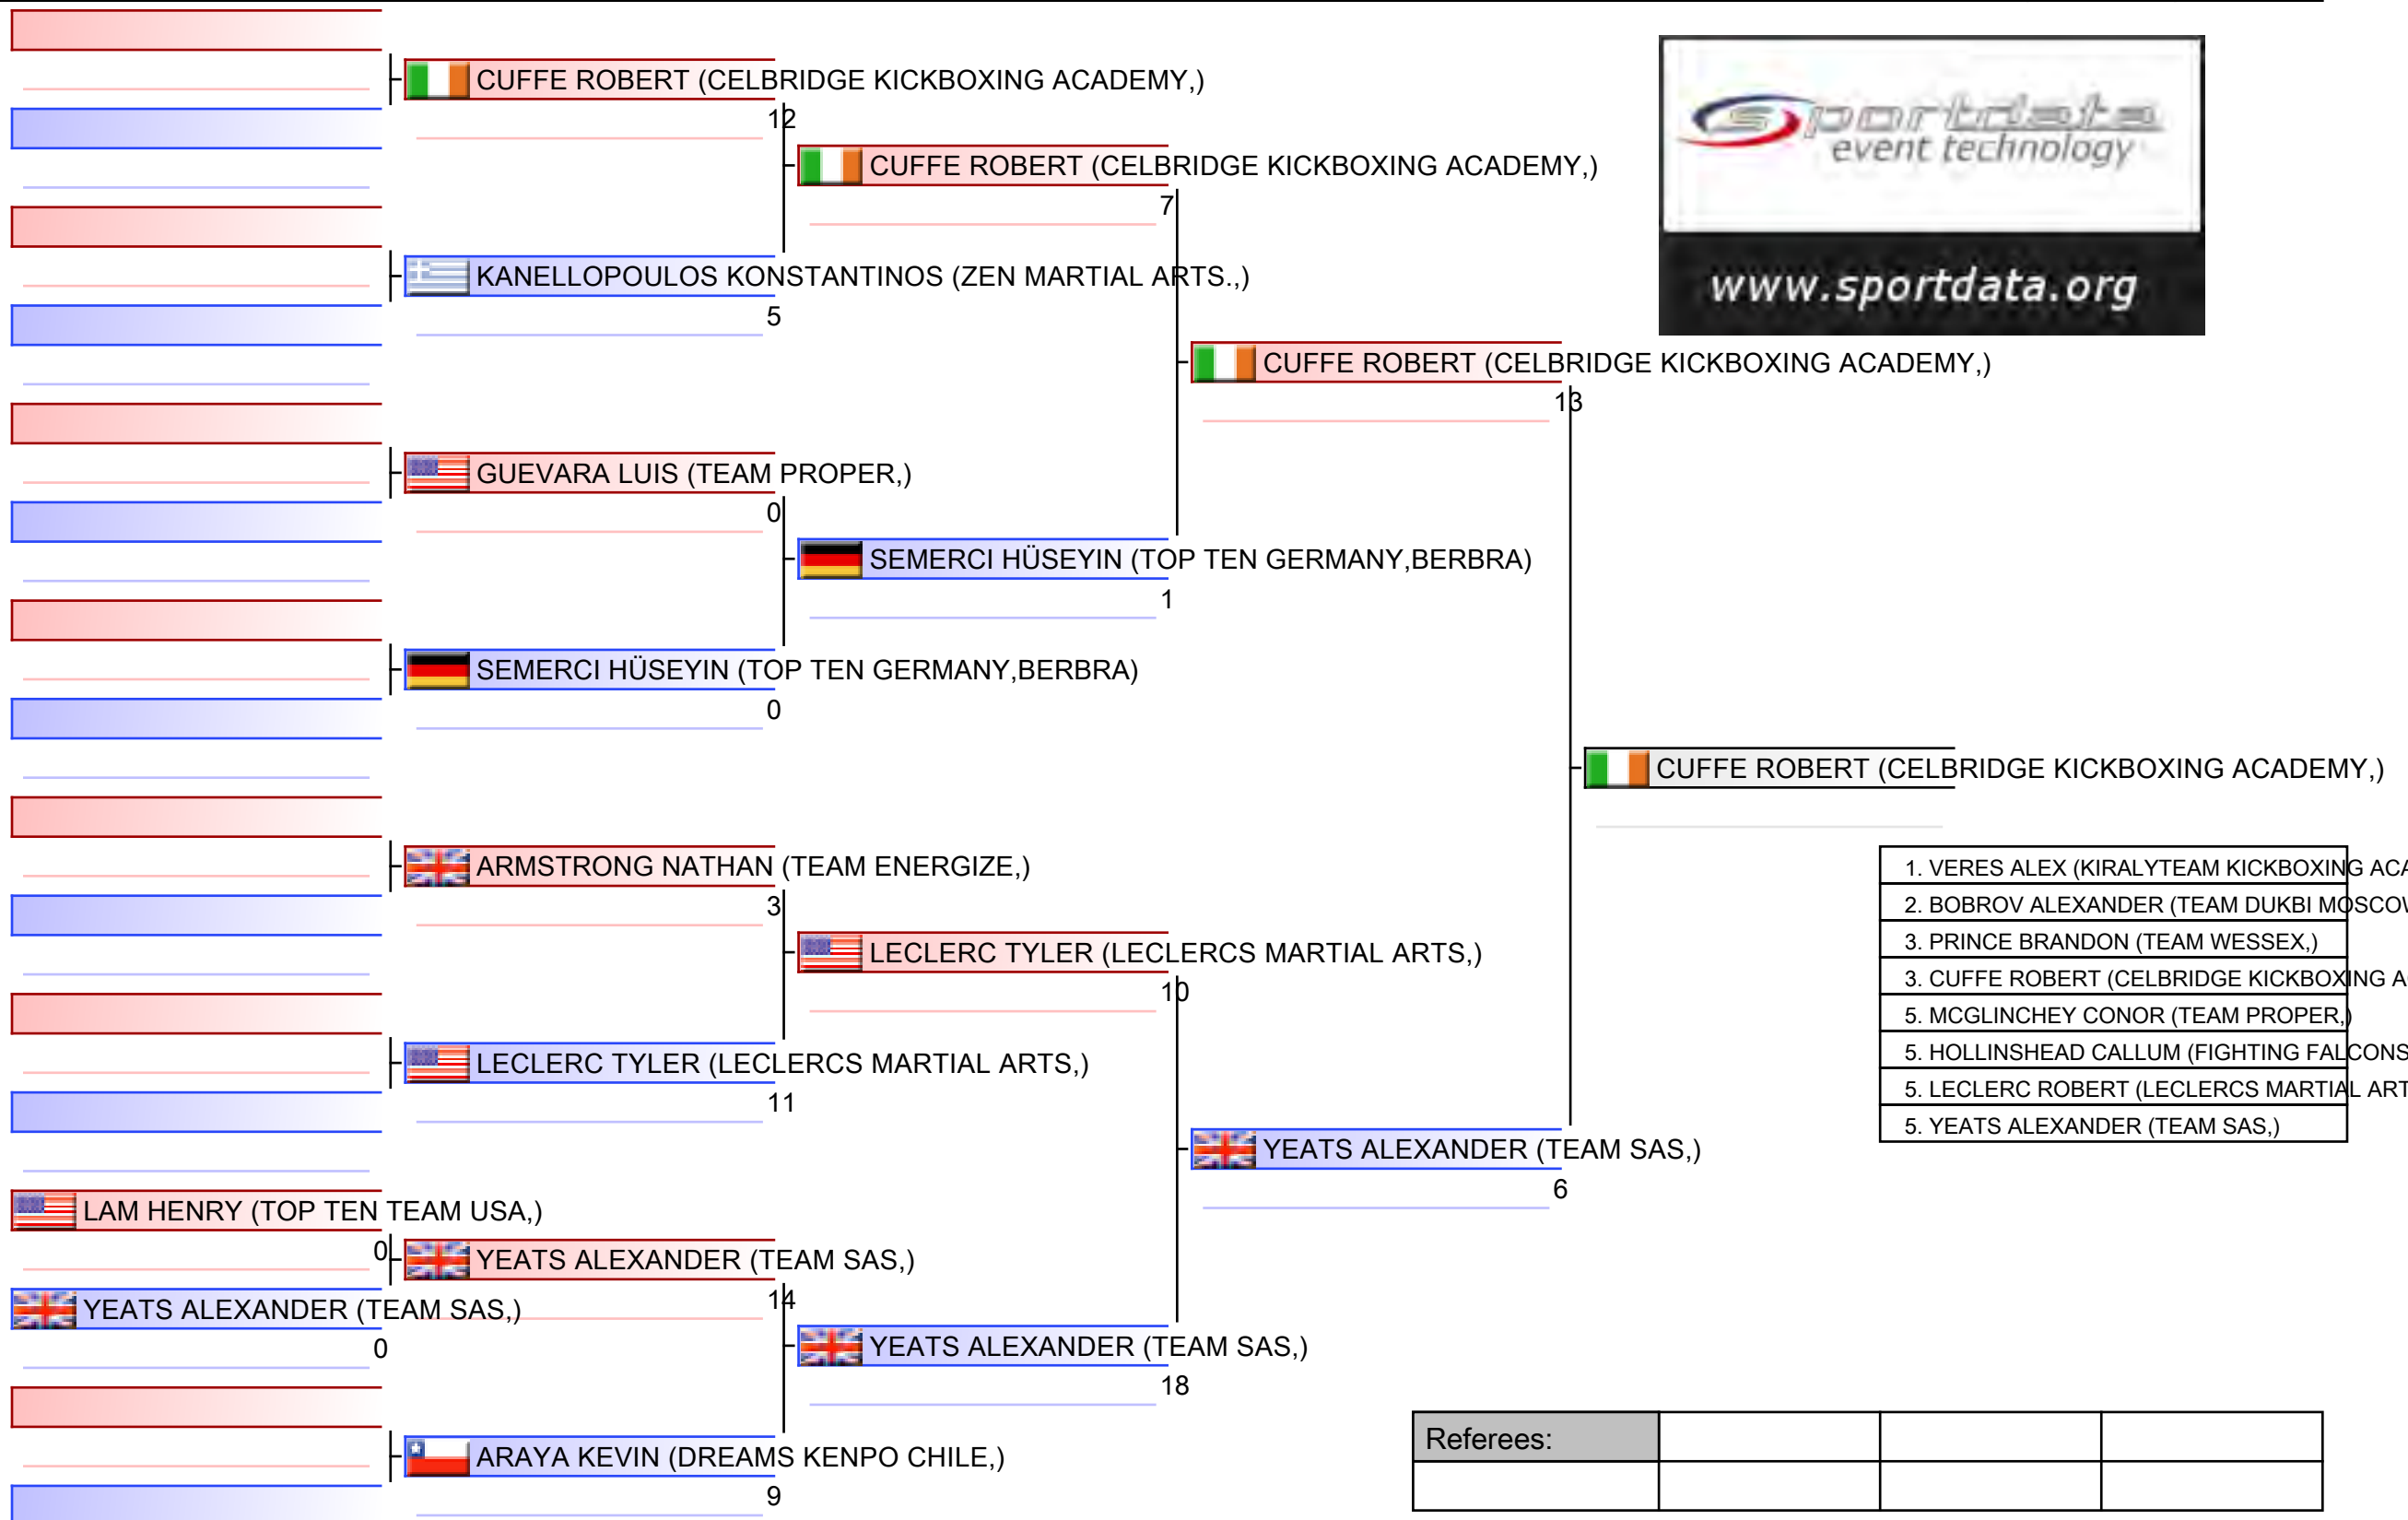 CUFFE ROBERT (CELBRIDGE KICKBOXING ACADEMY,)
12
sportdata
event technology
www.sportdata.org
CUFFE ROBERT (CELBRIDGE KICKBOXING ACADEMY,)
7
KANELLOPOULOS KONSTANTINOS (ZEN MARTIAL ARTS.,)
5
CUFFE ROBERT (CELBRIDGE KICKBOXING ACADEMY,)
13
GUEVARA LUIS (TEAM PROPER,)
0
SEMERCI HÜSEYIN (TOP TEN GERMANY,BERBRA)
1
SEMERCI HÜSEYIN (TOP TEN GERMANY,BERBRA)
0
CUFFE ROBERT (CELBRIDGE KICKBOXING ACADEMY,)
ARMSTRONG NATHAN (TEAM ENERGIZE,)
3
LECLERC TYLER (LECLERCS MARTIAL ARTS,)
10
LECLERC TYLER (LECLERCS MARTIAL ARTS,)
11
1. VERES ALEX (KIRALYTEAM KICKBOXING ACA
2. BOBROV ALEXANDER (TEAM DUKBI MOSCOW
3. PRINCE BRANDON (TEAM WESSEX,)
3. CUFFE ROBERT (CELBRIDGE KICKBOXING A
5. MCGLINCHEY CONOR (TEAM PROPER,)
5. HOLLINSHEAD CALLUM (FIGHTING FALCONS
5. LECLERC ROBERT (LECLERCS MARTIAL ART
5. YEATS ALEXANDER (TEAM SAS,)
YEATS ALEXANDER (TEAM SAS,)
6
LAM HENRY (TOP TEN TEAM USA,)
0
YEATS ALEXANDER (TEAM SAS,)
14
YEATS ALEXANDER (TEAM SAS,)
0
YEATS ALEXANDER (TEAM SAS,)
18
ARAYA KEVIN (DREAMS KENPO CHILE,)
9
Referees: